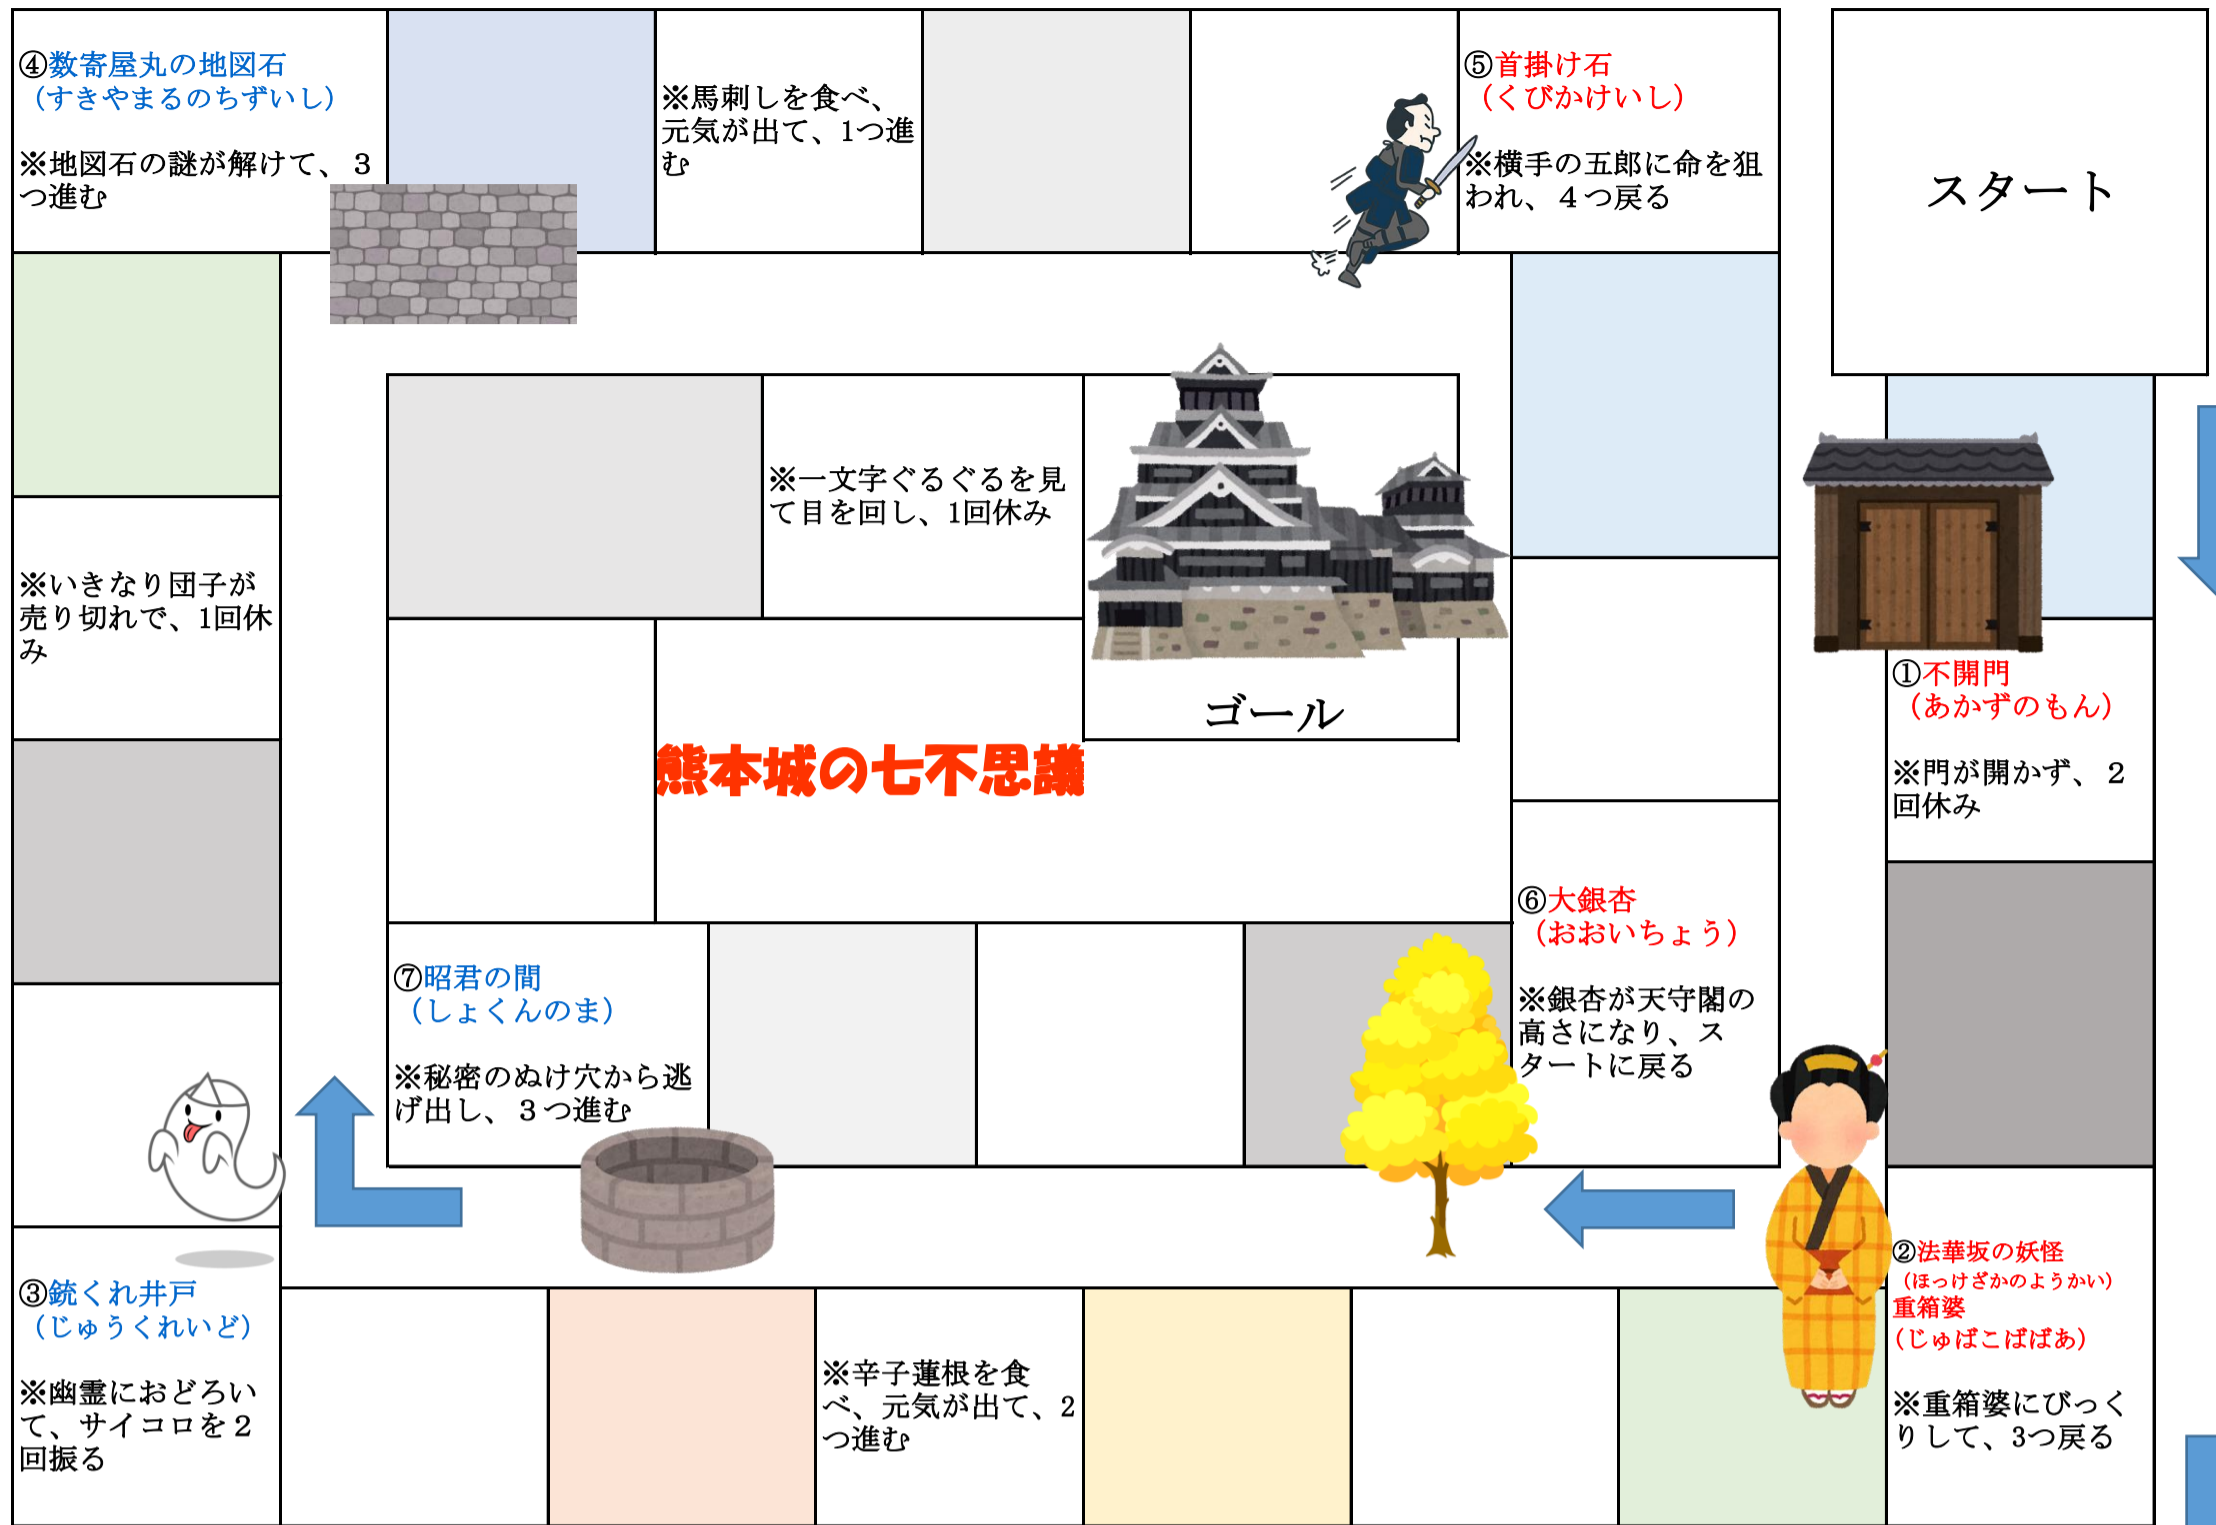 スタート
①不開門
（あかずのもん）
※門が開かず、２
回休み
②法華坂の妖怪
（ほっけざかのようかい）
重箱婆
（じゅばこばばあ）
※重箱婆にびっく
りして、3つ戻る
※辛子蓮根を食
べ、元気が出て、2
つ進む
③銃くれ井戸
（じゅうくれいど）
※幽霊におどろい
て、サイコロを２
回振る
※いきなり団子が
売り切れで、1回休
み
④数寄屋丸の地図石
（すきやまるのちずいし）
※地図石の謎が解けて、３
つ進む
※馬刺しを食べ、
元気が出て、1つ進
む
⑤首掛け石
（くびかけいし）
※横手の五郎に命を狙
われ、４つ戻る
⑥大銀杏
（おおいちょう）
※銀杏が天守閣の
高さになり、ス
タートに戻る
⑦昭君の間
（しょくんのま）
※秘密のぬけ穴から逃
げ出し、３つ進む
※一文字ぐるぐるを見
て目を回し、1回休み
ゴール
熊本城の七不思議